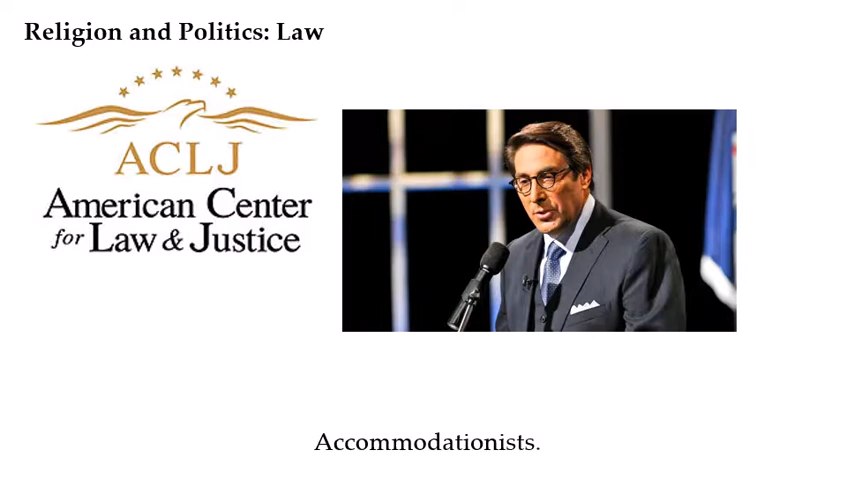 Religion and Politics: Law
ACLJ
American Center
for Law & Justice
Accommodationists.